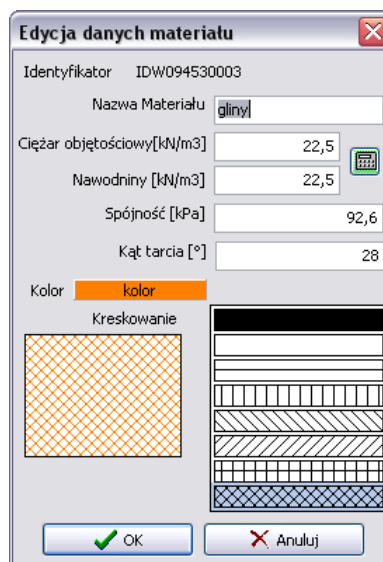 Edycja danych materiału
Identyfikator IDW094530003
Nazwa Materiału gliny
Ciężar objętościowy[kN/m3] 22,5
Nawodniny [kN/m3] 22,5
Spójność [kPa] 92,6
Kąt tarcia [°] 28
Kolor kolor
Kreskowanie
OK Anuluj